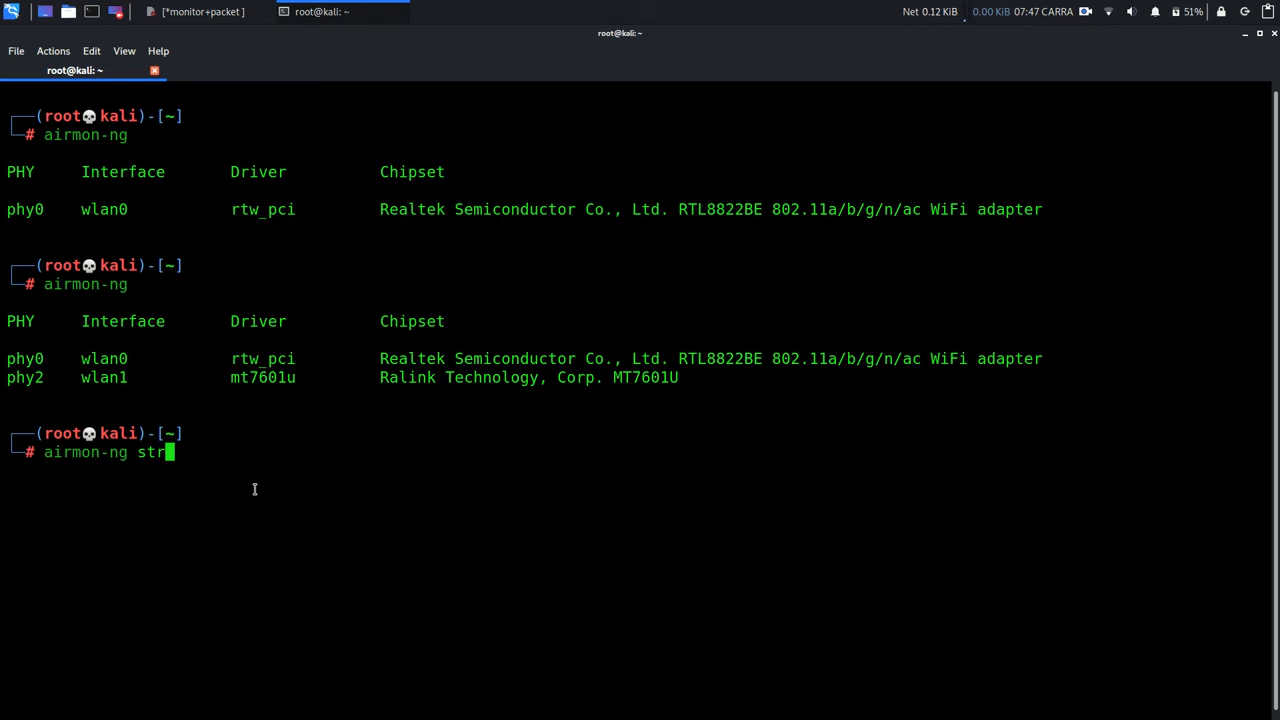 [*monitor+packet ]
root@kali: ~
Net 0.12 KiB
0.00 KiB
07:47 CARRA
51%
root@kali: ~
File Actions Edit View Help
root@kali: ~
┌──(root💀kali)-[~]
└─# airmon-ng
PHY Interface Driver Chipset
phy0 wlan0 rtw_pci Realtek Semiconductor Co., Ltd. RTL8822BE 802.11a/b/g/n/ac WiFi adapter
┌──(root💀kali)-[~]
└─# airmon-ng
PHY Interface Driver Chipset
phy0 wlan0 rtw_pci Realtek Semiconductor Co., Ltd. RTL8822BE 802.11a/b/g/n/ac WiFi adapter
phy2 wlan1 mt7601u Ralink Technology, Corp. MT7601U
┌──(root💀kali)-[~]
└─# airmon-ng str